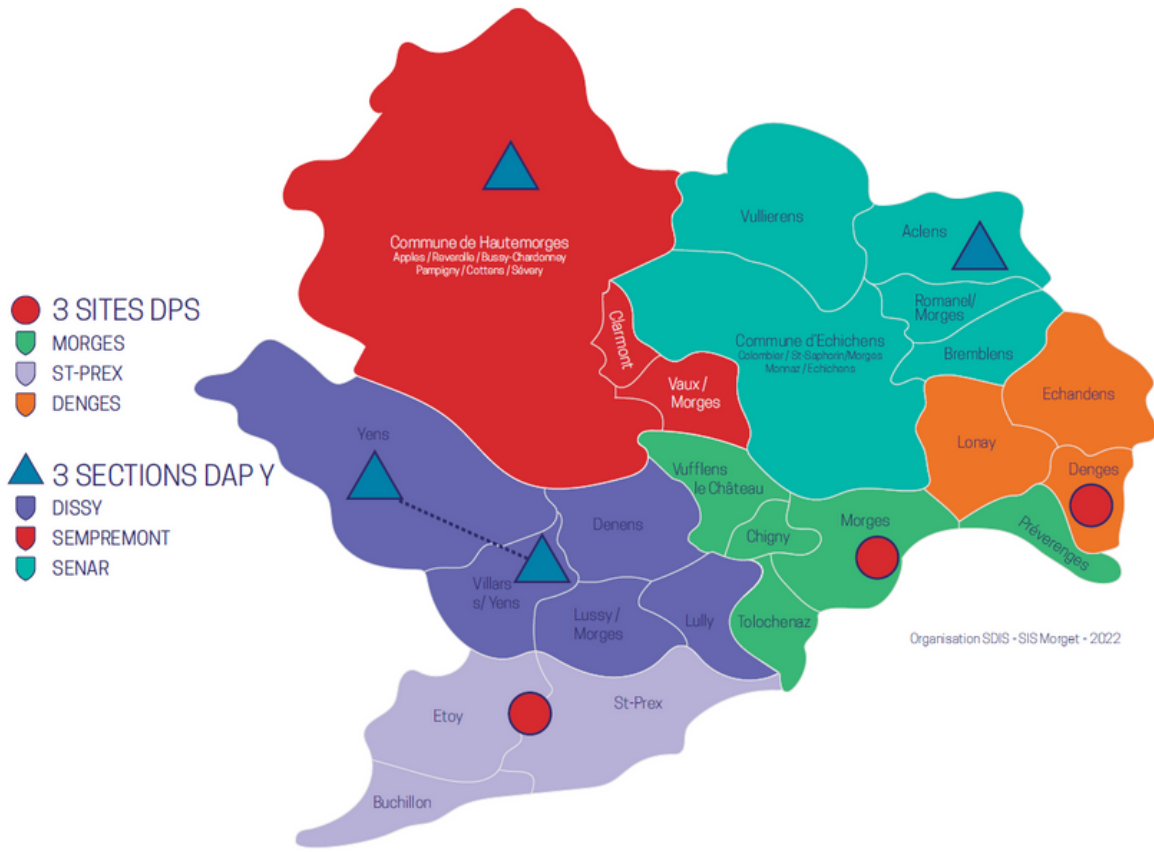 3 SITES DPS
MORGES
ST-PREX
DENGES
3 SECTIONS DAP Y
DISSY
SEMPREMONT
SENAR
Commune de Hautemorges
Apples / Reverolle / Bussy-Chardonney
Pampigny / Cottens / Sévery
Clarmont
Vaux /
Morges
Vullierens
Aclens
Romanel/
Morges
Commune d'Echichens
Colombier / St-Saphorin/Morges
Monnaz / Echichens
Bremblens
Echandens
Lonay
Denges
Préverenges
Yens
Denens
Villars
s/ Yens
Lussy /
Morges
Lully
Vufflens
le Château
Chigny
Morges
Tolochenaz
Etoy
St-Prex
Buchillon
Organisation SDIS - SIS Morget - 2022